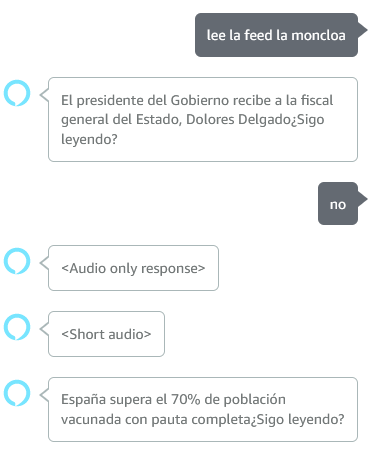 lee la feed la moncloa
El presidente del Gobierno recibe a la fiscal
general del Estado, Dolores Delgado¿Sigo
leyendo?
no
<Audio only response>
<Short audio>
España supera el 70% de población
vacunada con pauta completa¿Sigo leyendo?